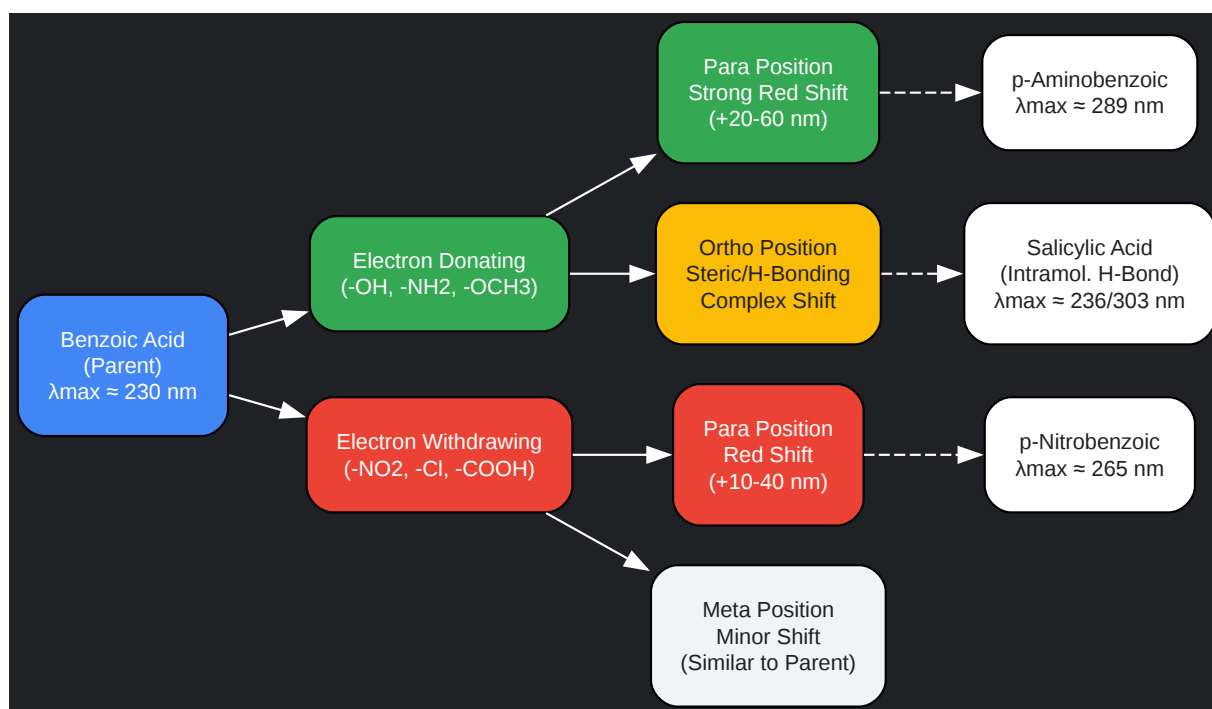 Benzoic Acid
(Parent)
λmax ≈ 230 nm
Electron Donating
(-OH, -NH2, -OCH3)
Electron Withdrawing
(-NO2, -Cl, -COOH)
Para Position
Strong Red Shift
(+20-60 nm)
Ortho Position
Steric/H-Bonding
Complex Shift
Para Position
Red Shift
(+10-40 nm)
Meta Position
Minor Shift
(Similar to Parent)
p-Aminobenzoic
λmax ≈ 289 nm
Salicylic Acid
(Intramol. H-Bond)
λmax ≈ 236/303 nm
p-Nitrobenzoic
λmax ≈ 265 nm